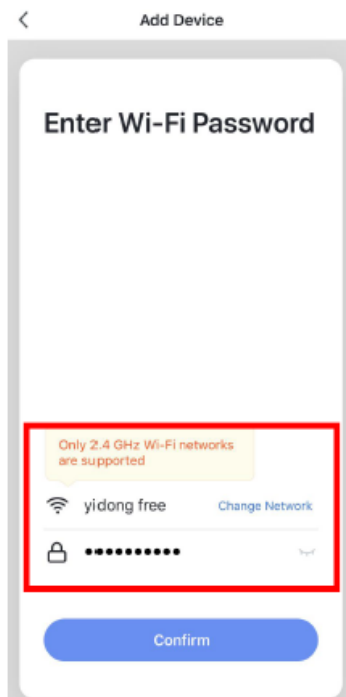 Add Device
Enter Wi-Fi Password
Only 2.4 GHz Wi-Fi networks
are supported
yidong free Change Network
●●●●●●●●●●●
Confirm